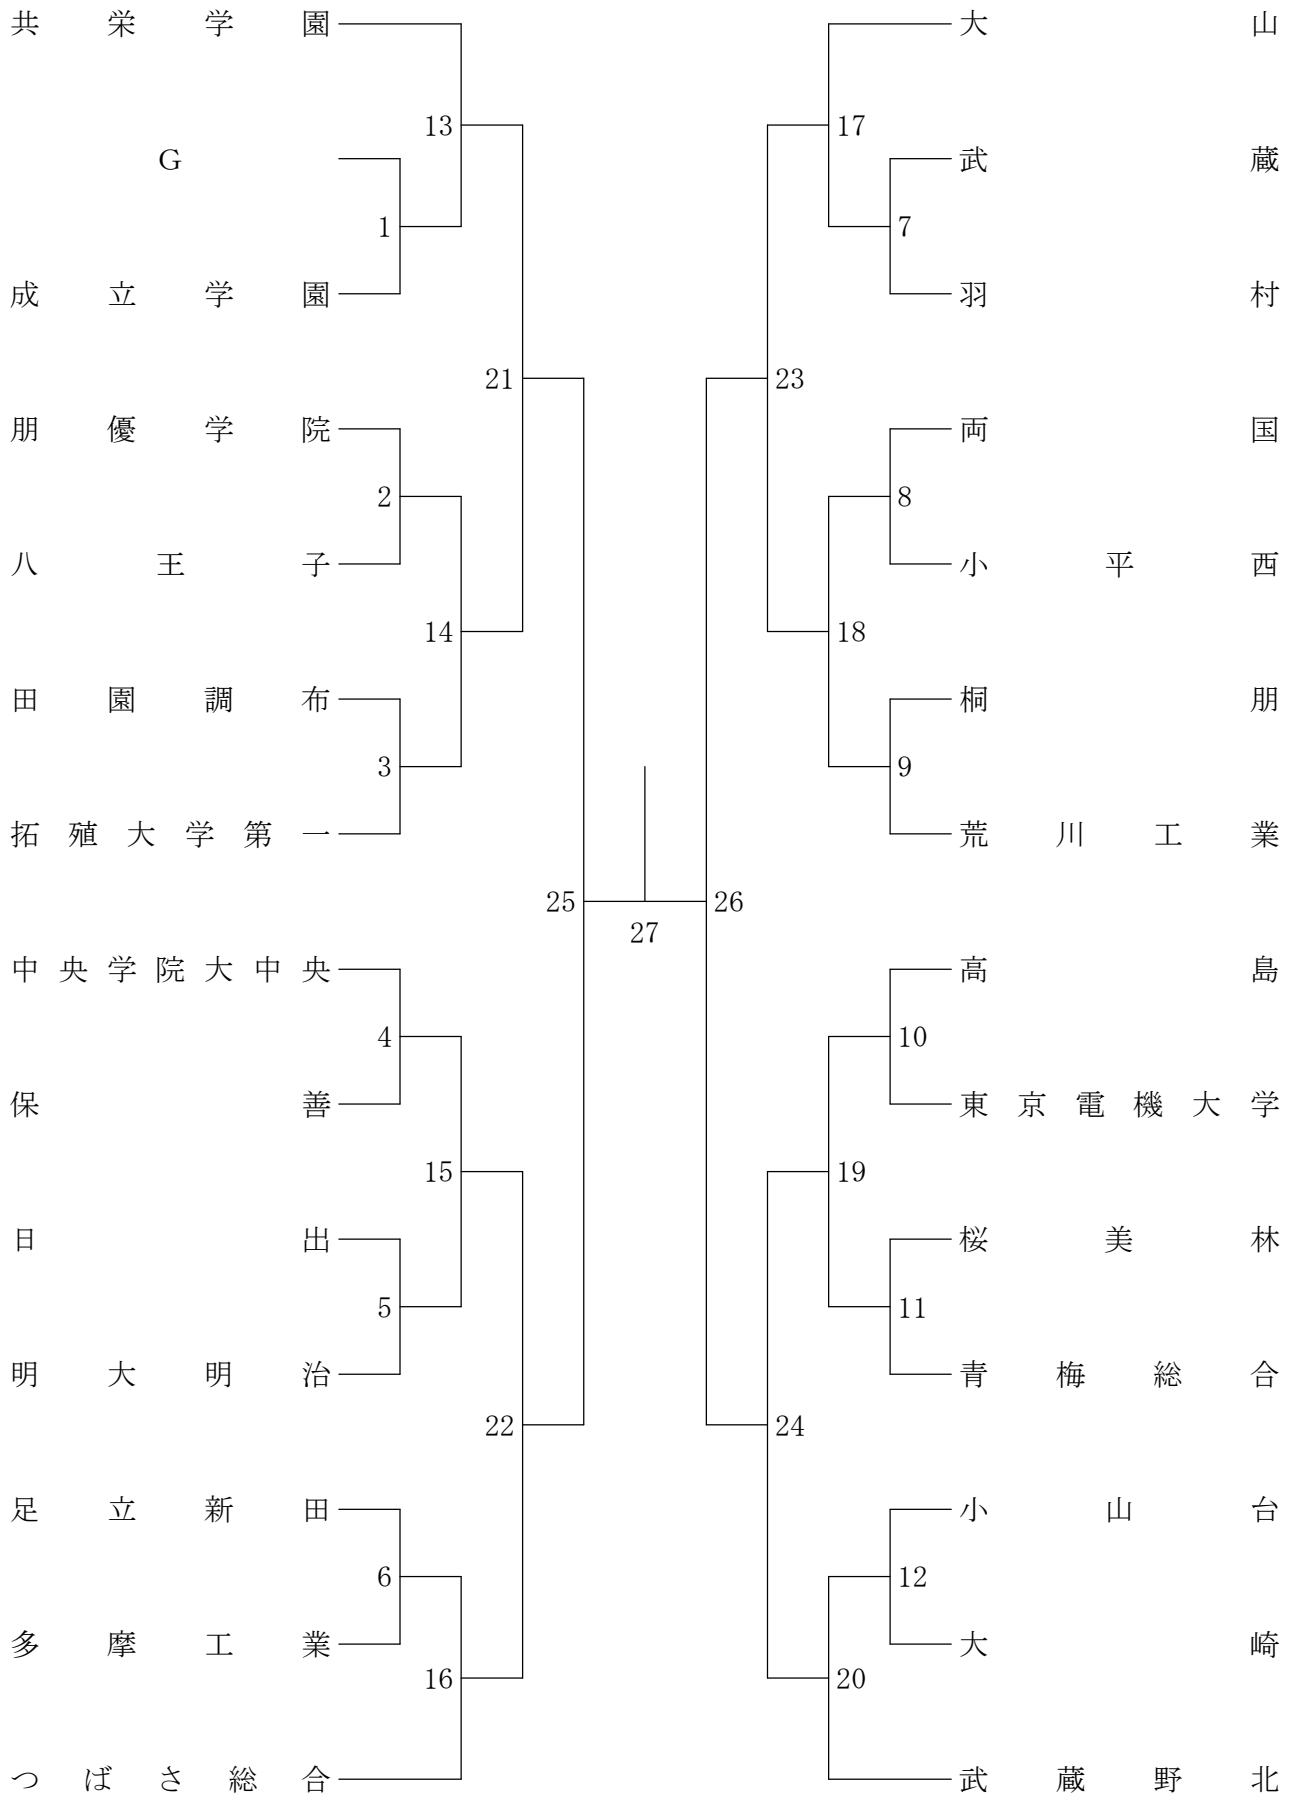 共栄学園
大山
13
17
G
武蔵
1
7
成立学園
羽村
21
23
朋優学院
両国
2
8
八王子
小平西
14
18
田園調布
桐朋
3
9
拓殖大学第一
荒川工業
25
26
27
中央学院大中央
高島
4
10
保善
東京電機大学
15
19
日出
桜美林
5
11
明大明治
青梅総合
22
24
足立新田
小山台
6
12
多摩工業
大崎
16
20
つばさ総合
武蔵野北